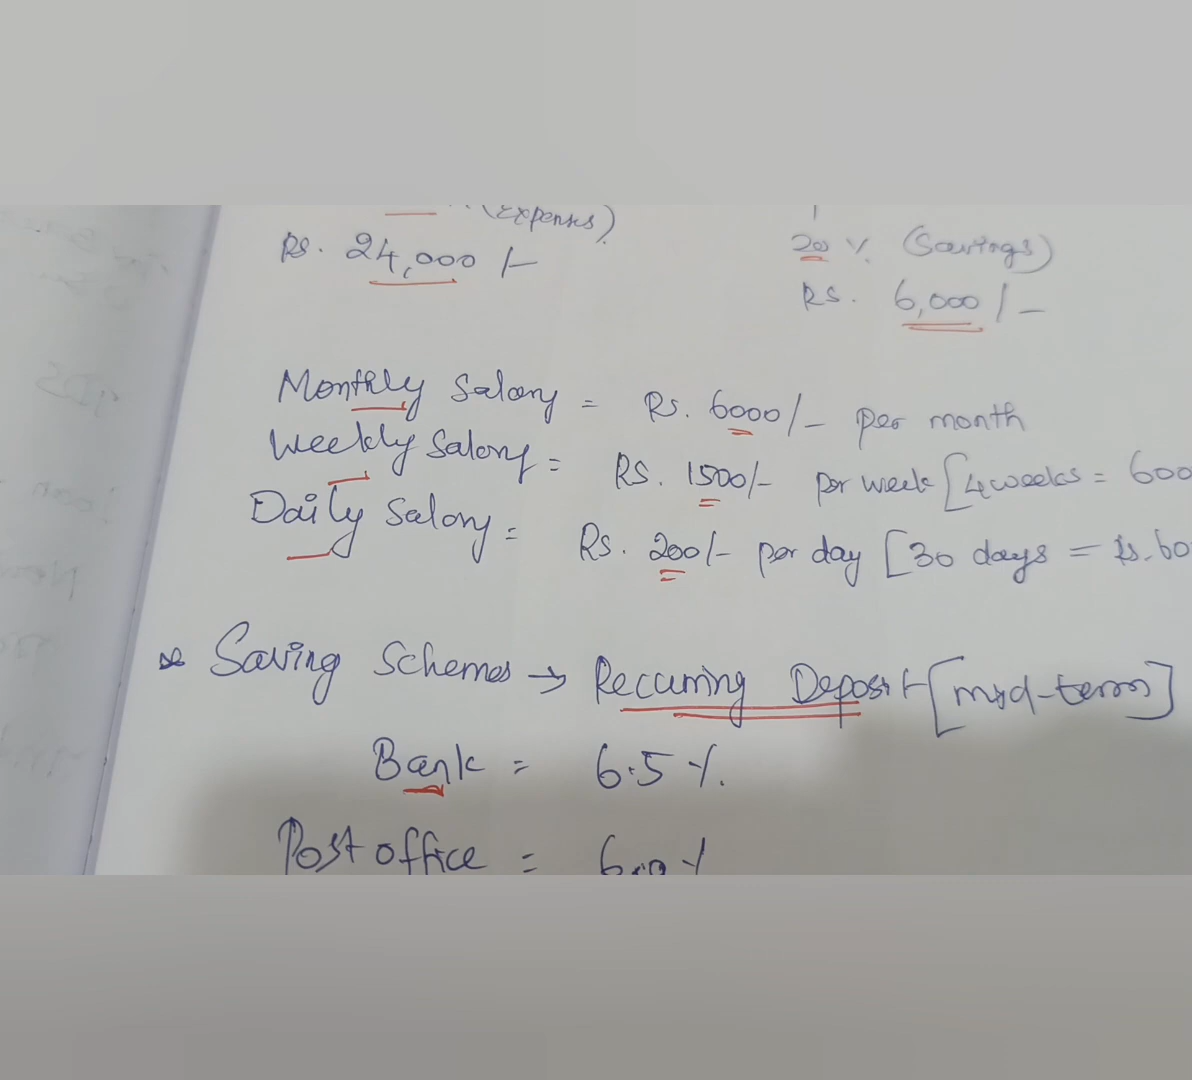 (Expenses)
Rs. 24,000/-
20% (Savings)
RS. 6,000/-
Monthly Salary = Rs. 6000/- per month
Weekly Salary = RS. 1500/- per week [4 weeks = 600
Daily Salary = Rs. 200/- per day [30 days = Rs. 60
Saving Schemes → Recurring Deposit [mid-term]
Bank = 6.5%.
Post office =